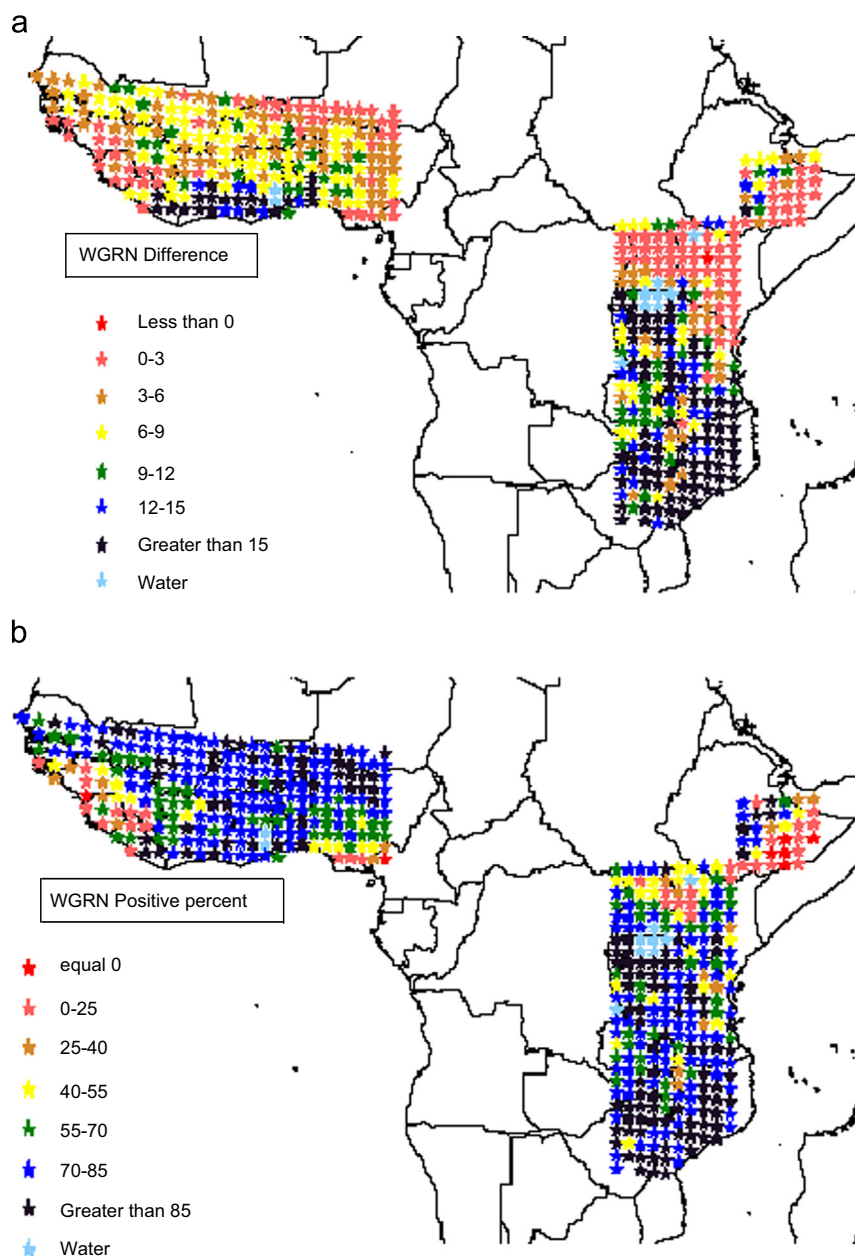 a
WGRN Difference
Less than 0
0-3
3-6
6-9
9-12
12-15
Greater than 15
Water
b
WGRN Positive percent
equal 0
0-25
25-40
40-55
55-70
70-85
Greater than 85
Water